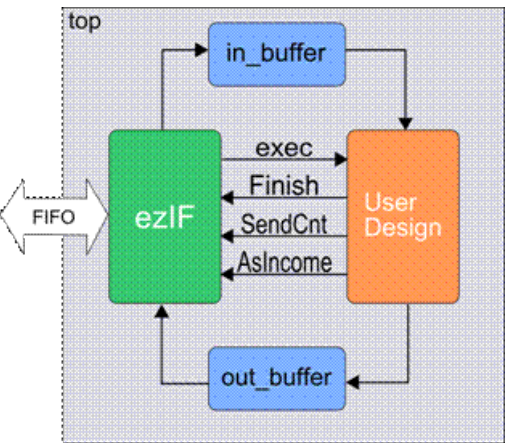 top
in_buffer
exec
Finish
SendCnt
AsIncome
FIFO
ezIF
User
Design
out_buffer